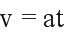 v = at